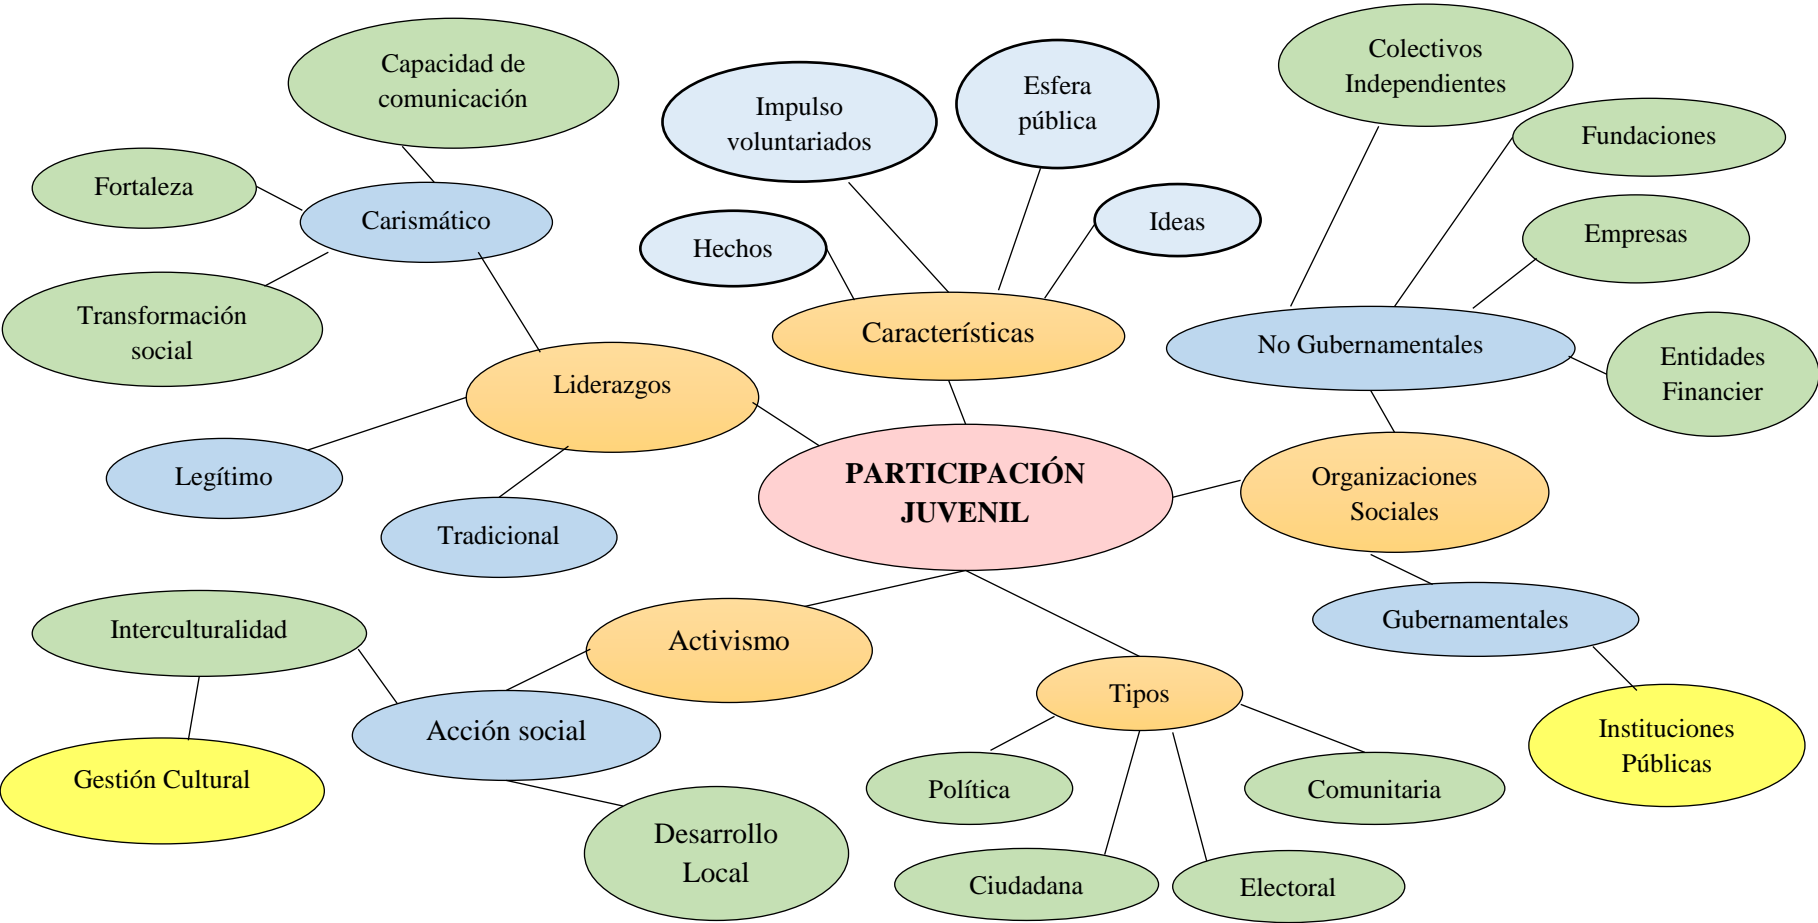 Capacidad de
comunicación
Fortaleza
Carismático
Transformación
social
Liderazgos
Legítimo
Tradicional
Impulso
voluntariados
Esfera
pública
Hechos
Ideas
Características
Colectivos
Independientes
Fundaciones
Empresas
No Gubernamentales
Entidades
Financier
PARTICIPACIÓN
JUVENIL
Organizaciones
Sociales
Gubernamentales
Instituciones
Públicas
Interculturalidad
Activismo
Acción social
Gestión Cultural
Desarrollo
Local
Tipos
Política
Comunitaria
Ciudadana
Electoral